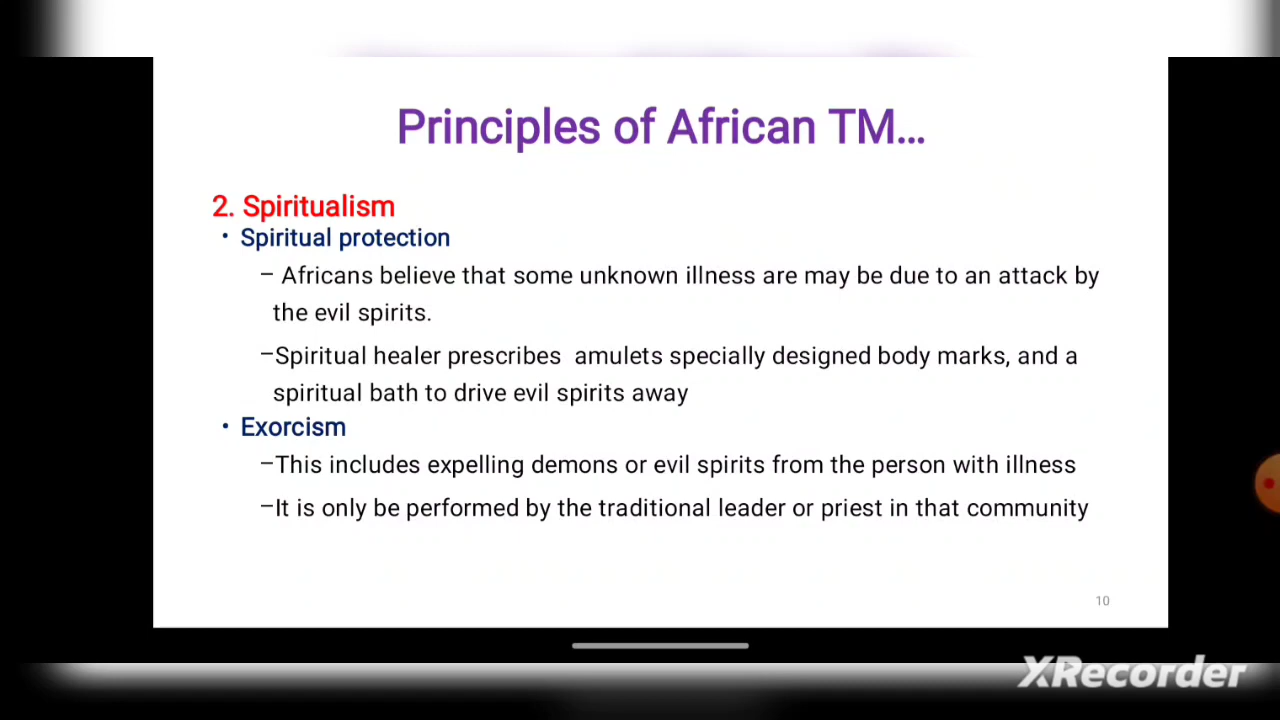 Principles of African TM...
2. Spiritualism
• Spiritual protection
– Africans believe that some unknown illness are may be due to an attack by
the evil spirits.
–Spiritual healer prescribes  amulets specially designed body marks, and a
spiritual bath to drive evil spirits away
• Exorcism
–This includes expelling demons or evil spirits from the person with illness
–It is only be performed by the traditional leader or priest in that community
10
XRecorder